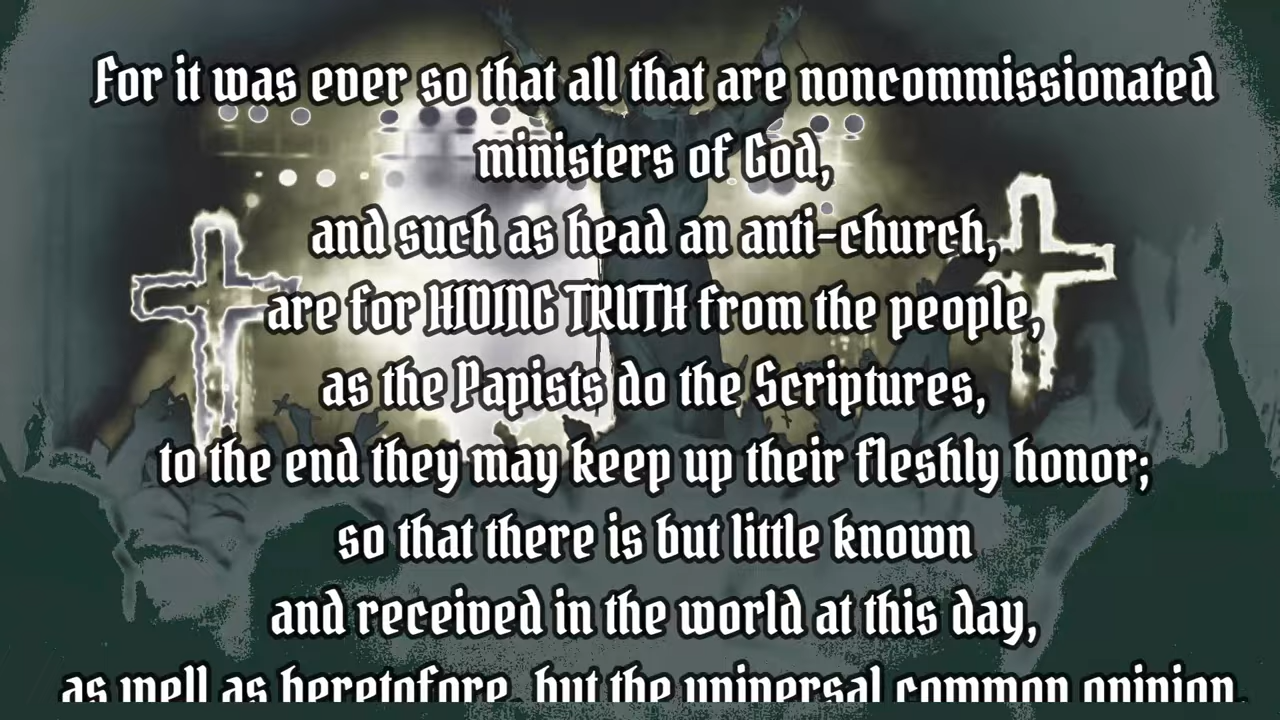 For it was ever so that all that are noncommissionated
ministers of God,
and such as head an anti-church,
are for HIDING TRUTH from the people,
as the Papists do the Scriptures,
to the end they may keep up their fleshly honor;
so that there is but little known
and received in the world at this day,
as well as heretofore, but the universal common opinion,